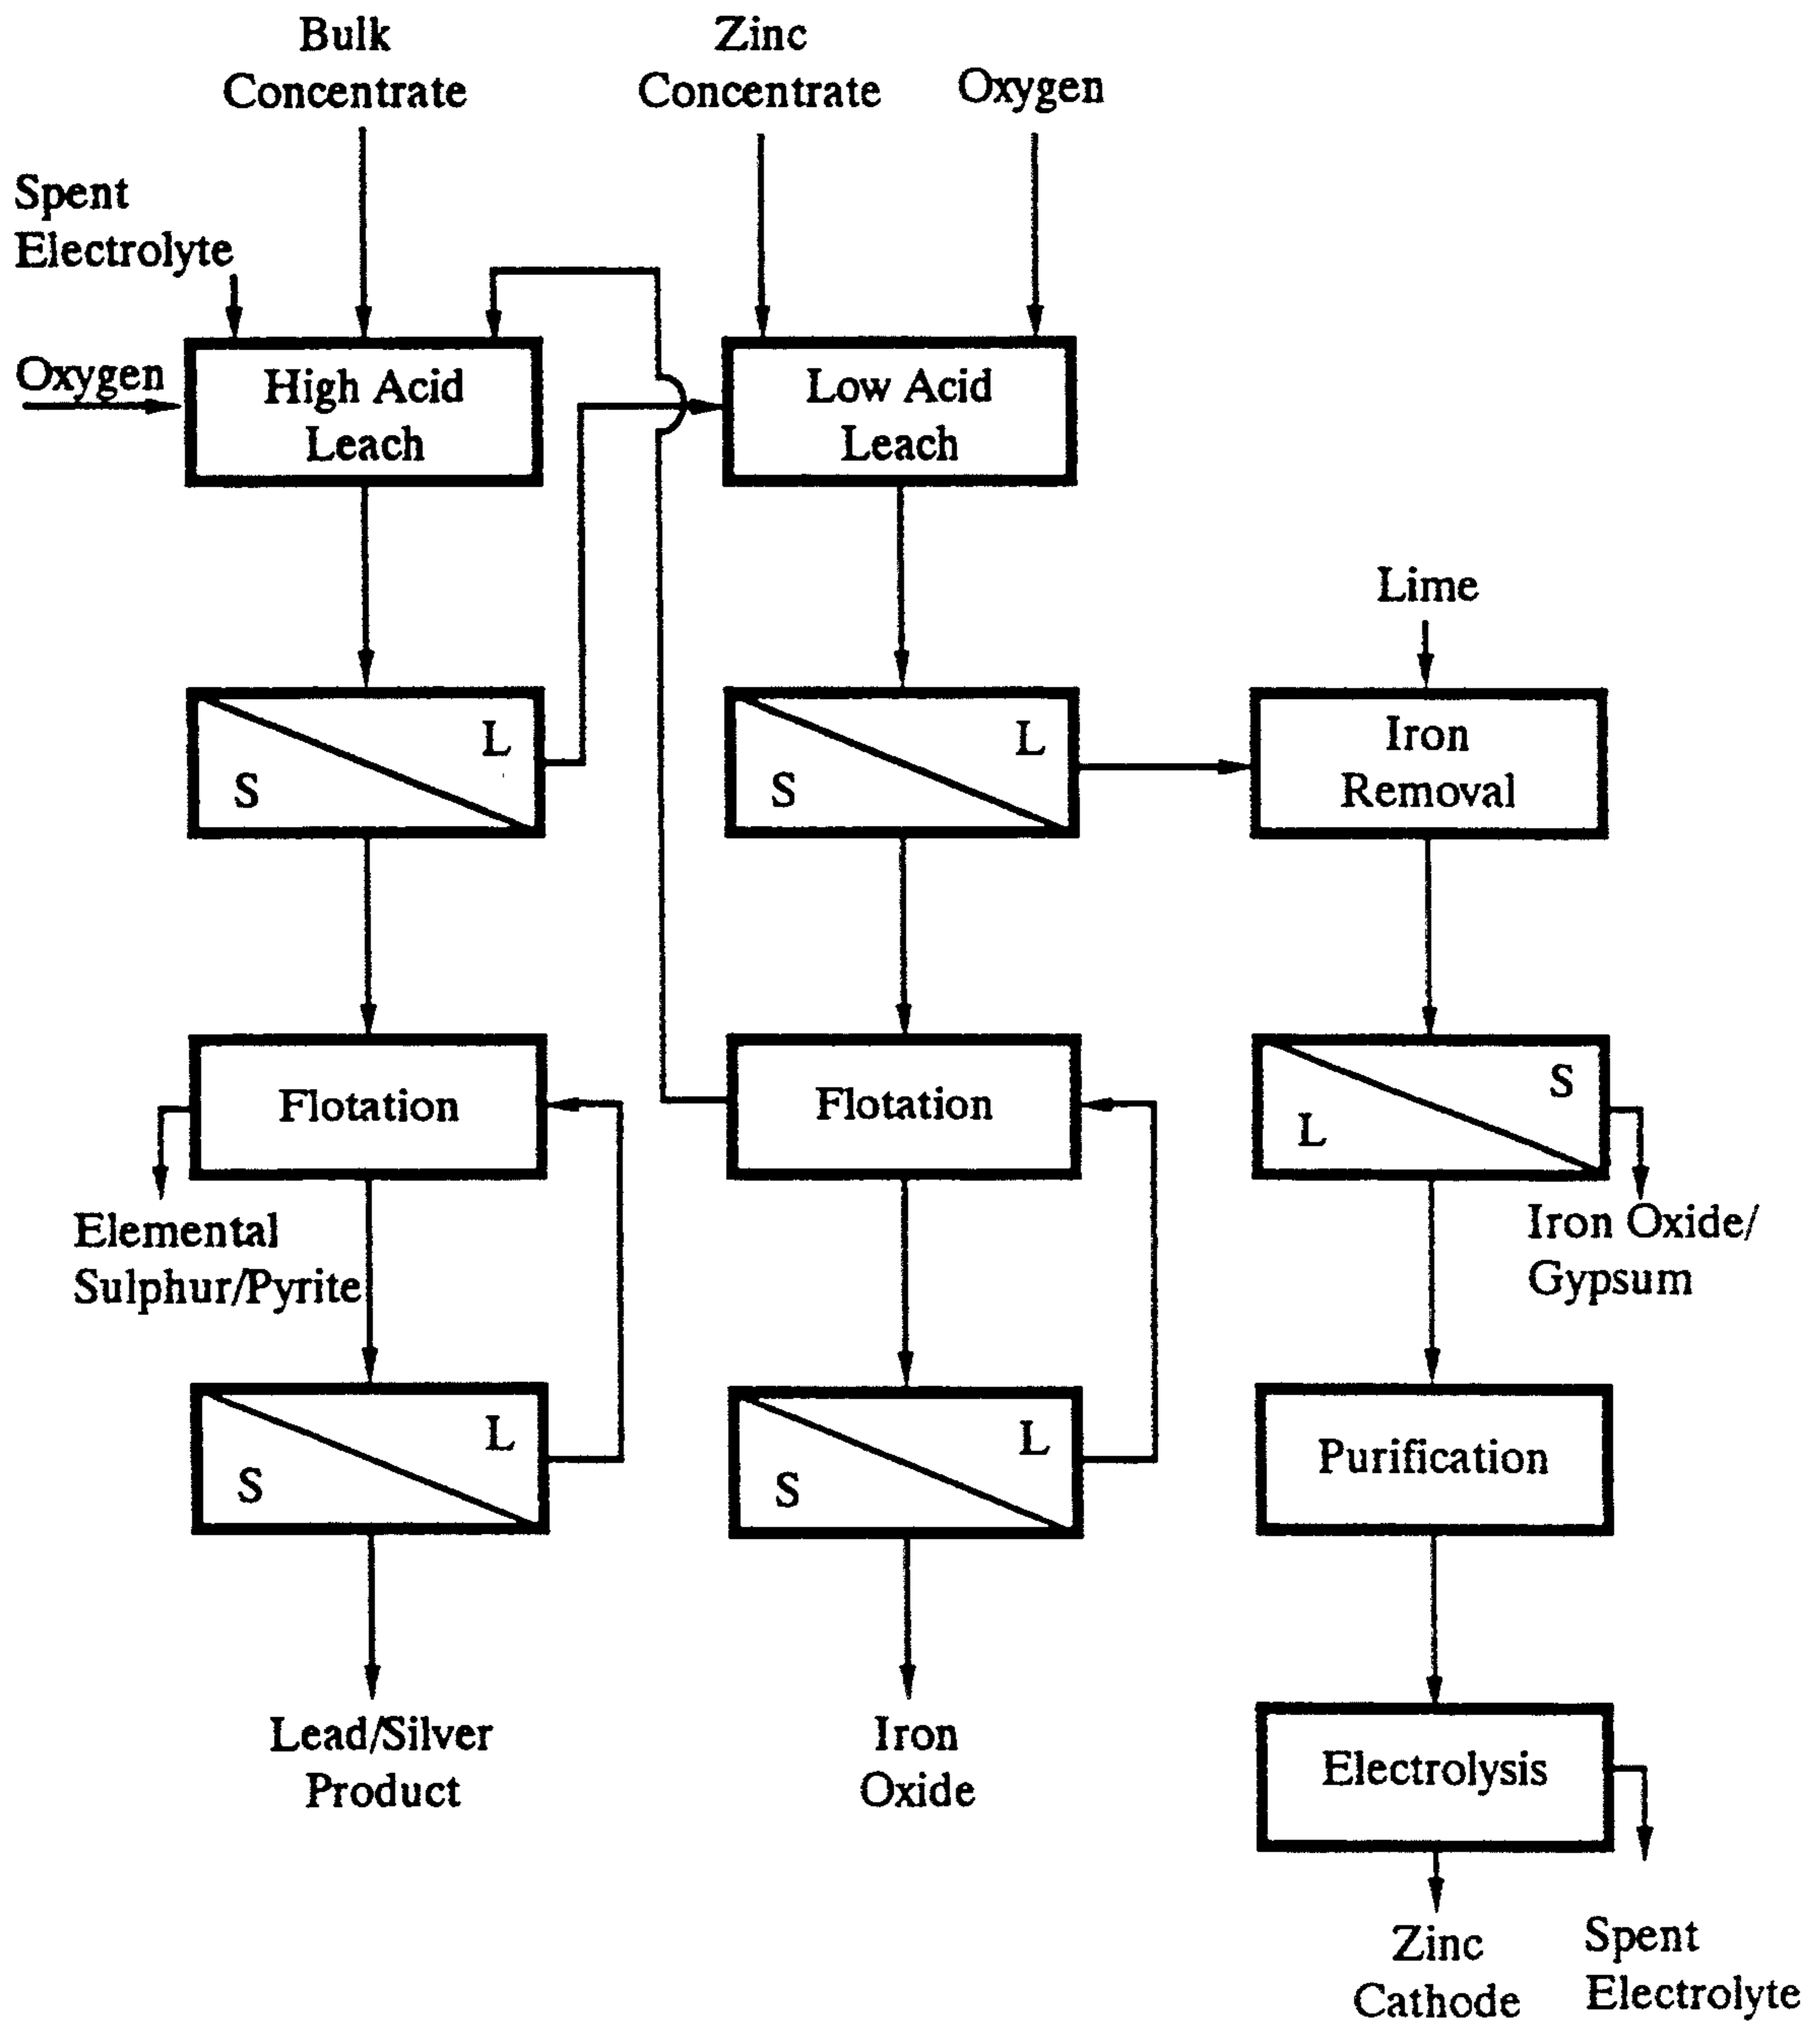 Bulk
Concentrate
Zinc
Concentrate
Oxygen
Spent
Electrolyte
Oxygen
High Acid
Leach
Low Acid
Leach
Lime
L
S
L
S
Iron
Removal
Flotation
Flotation
S
L
Elemental
Sulphur/Pyrite
Iron Oxide/
Gypsum
L
S
L
S
Purification
Lead/Silver
Product
Iron
Oxide
Electrolysis
Zinc
Cathode
Spent
Electrolyte